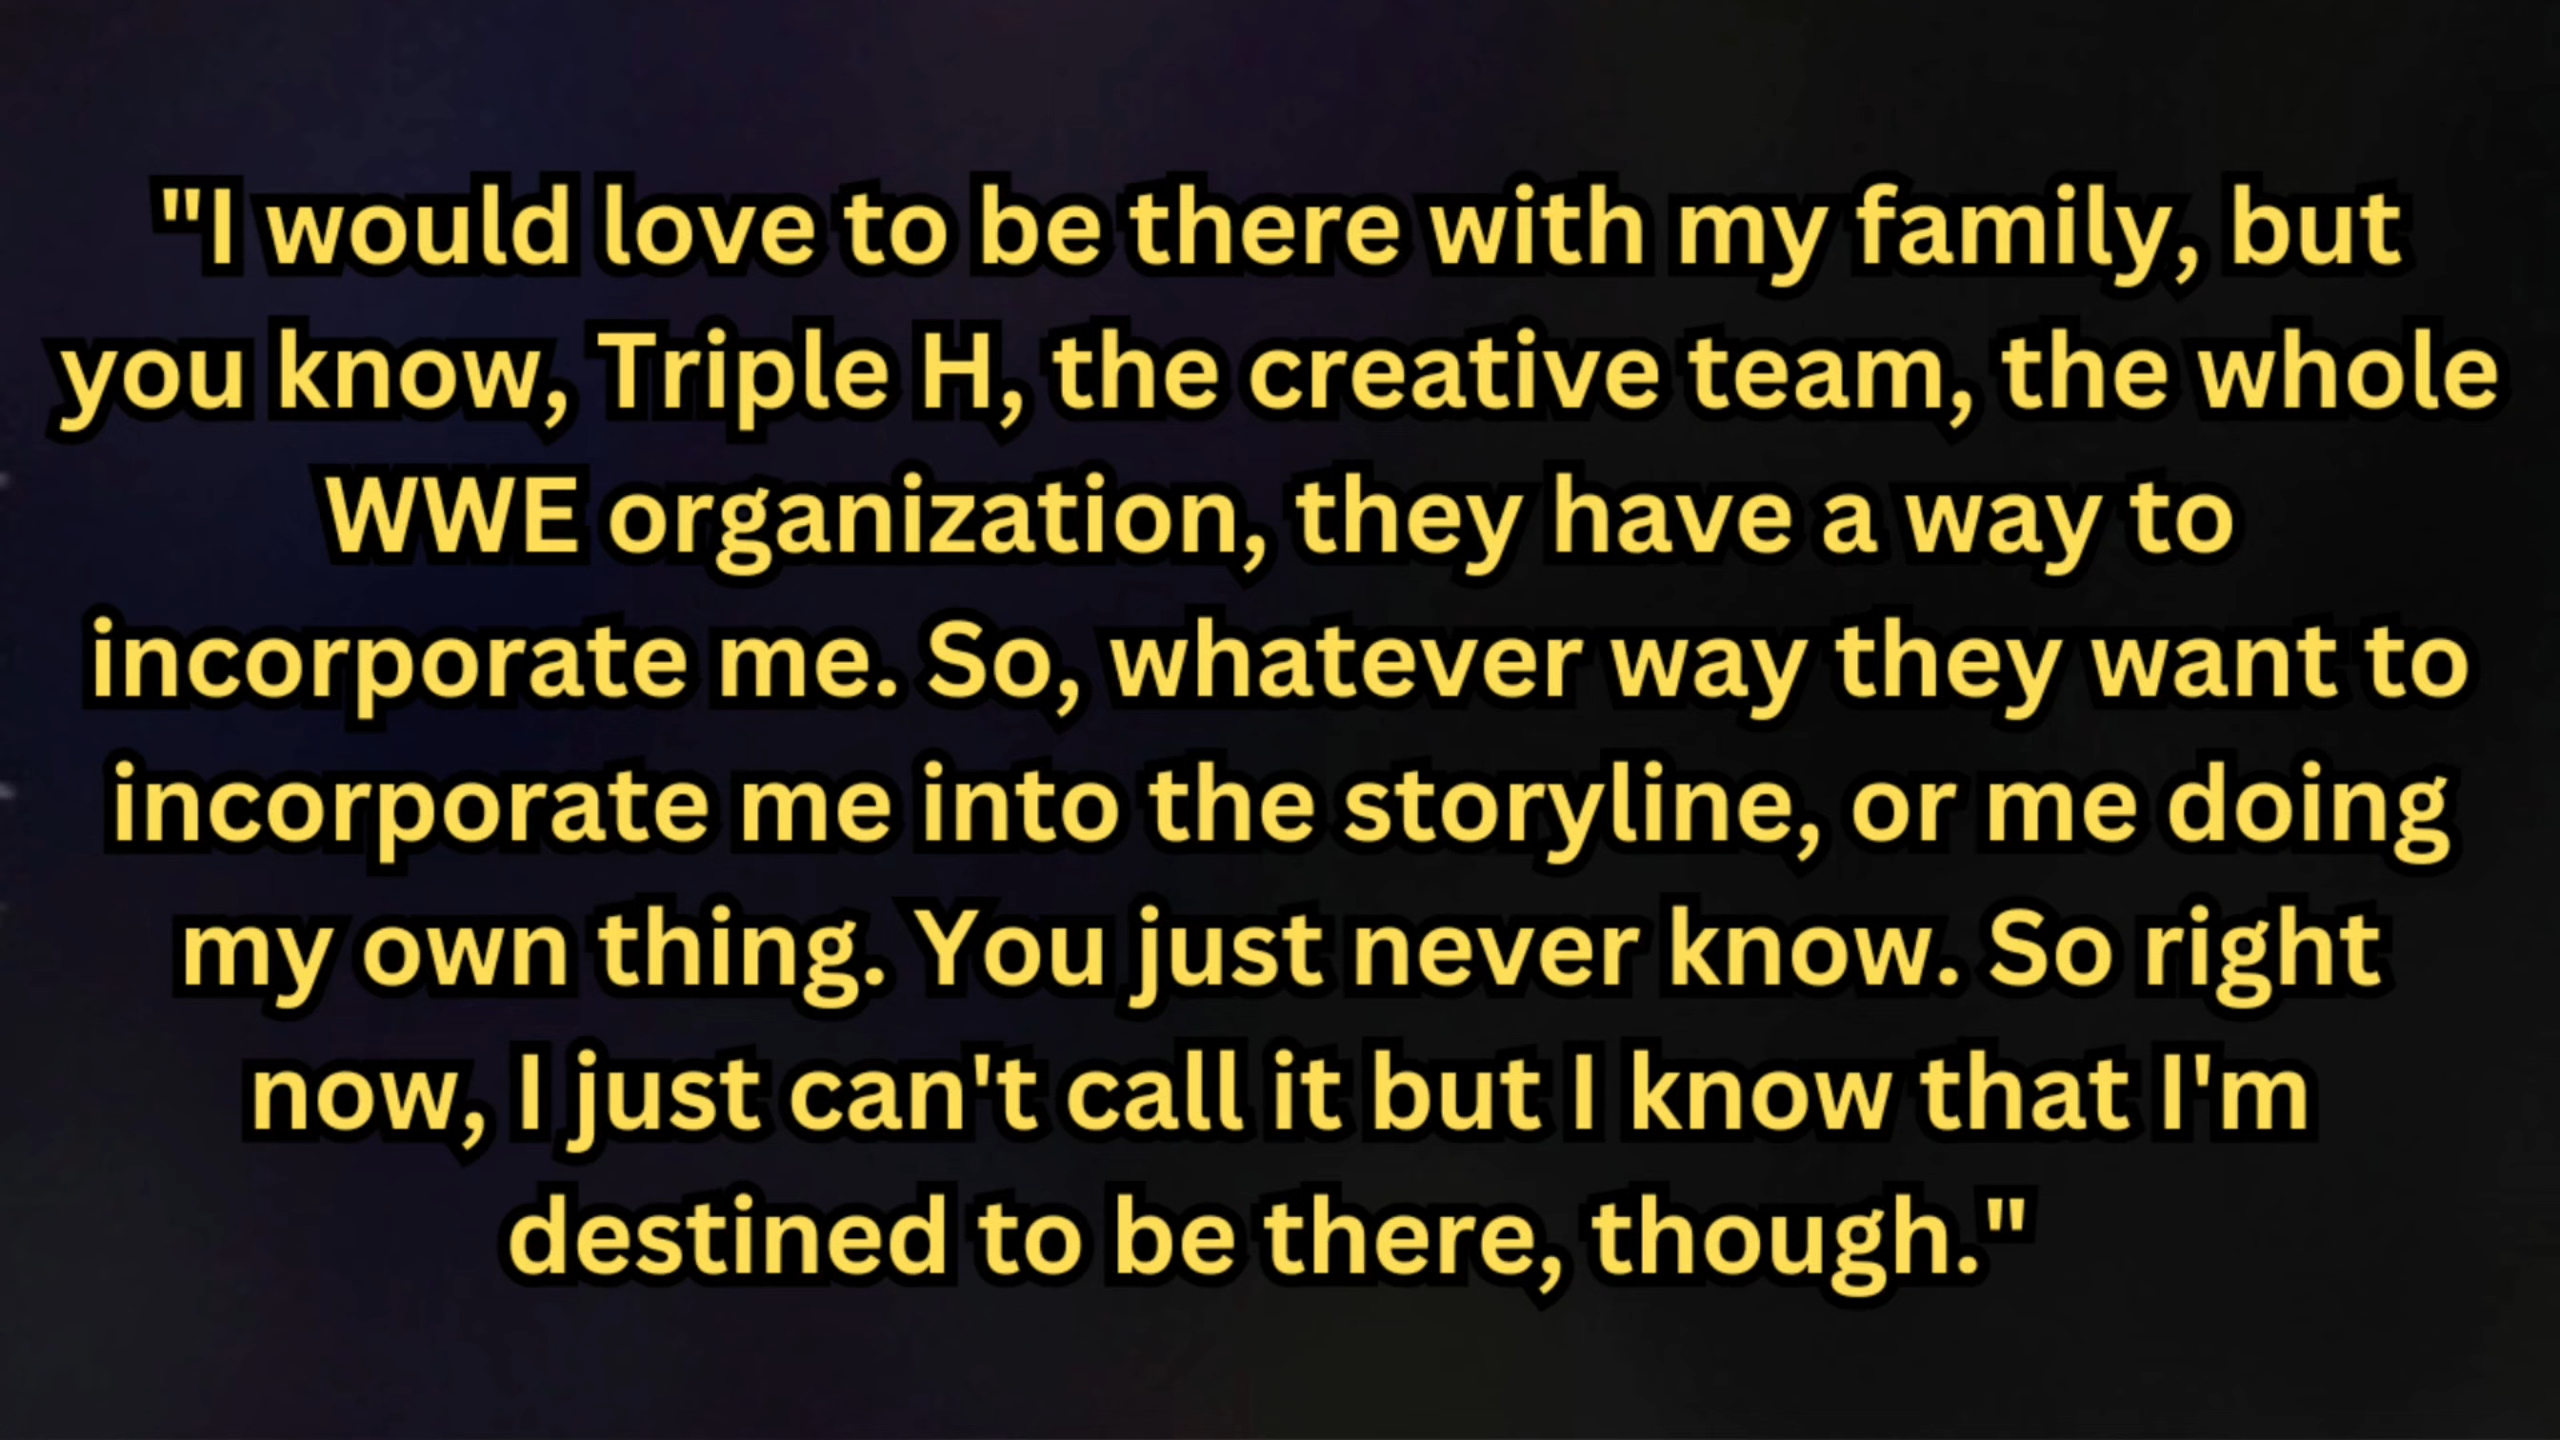 "I would love to be there with my family, but
you know, Triple H, the creative team, the whole
WWE organization, they have a way to
incorporate me. So, whatever way they want to
incorporate me into the storyline, or me doing
my own thing. You just never know. So right
now, I just can't call it but I know that I'm
destined to be there, though."